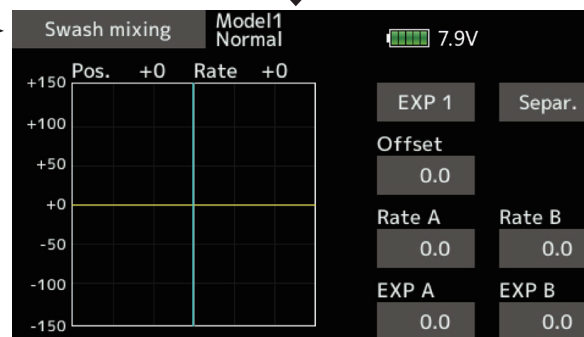 Swash mixing
Model1
Normal
7.9V
Pos. +0 Rate +0
+150
+100
+50
+0
-50
-100
-150
EXP 1 Separ.
Offset
0.0
Rate A Rate B
0.0 0.0
EXP A EXP B
0.0 0.0